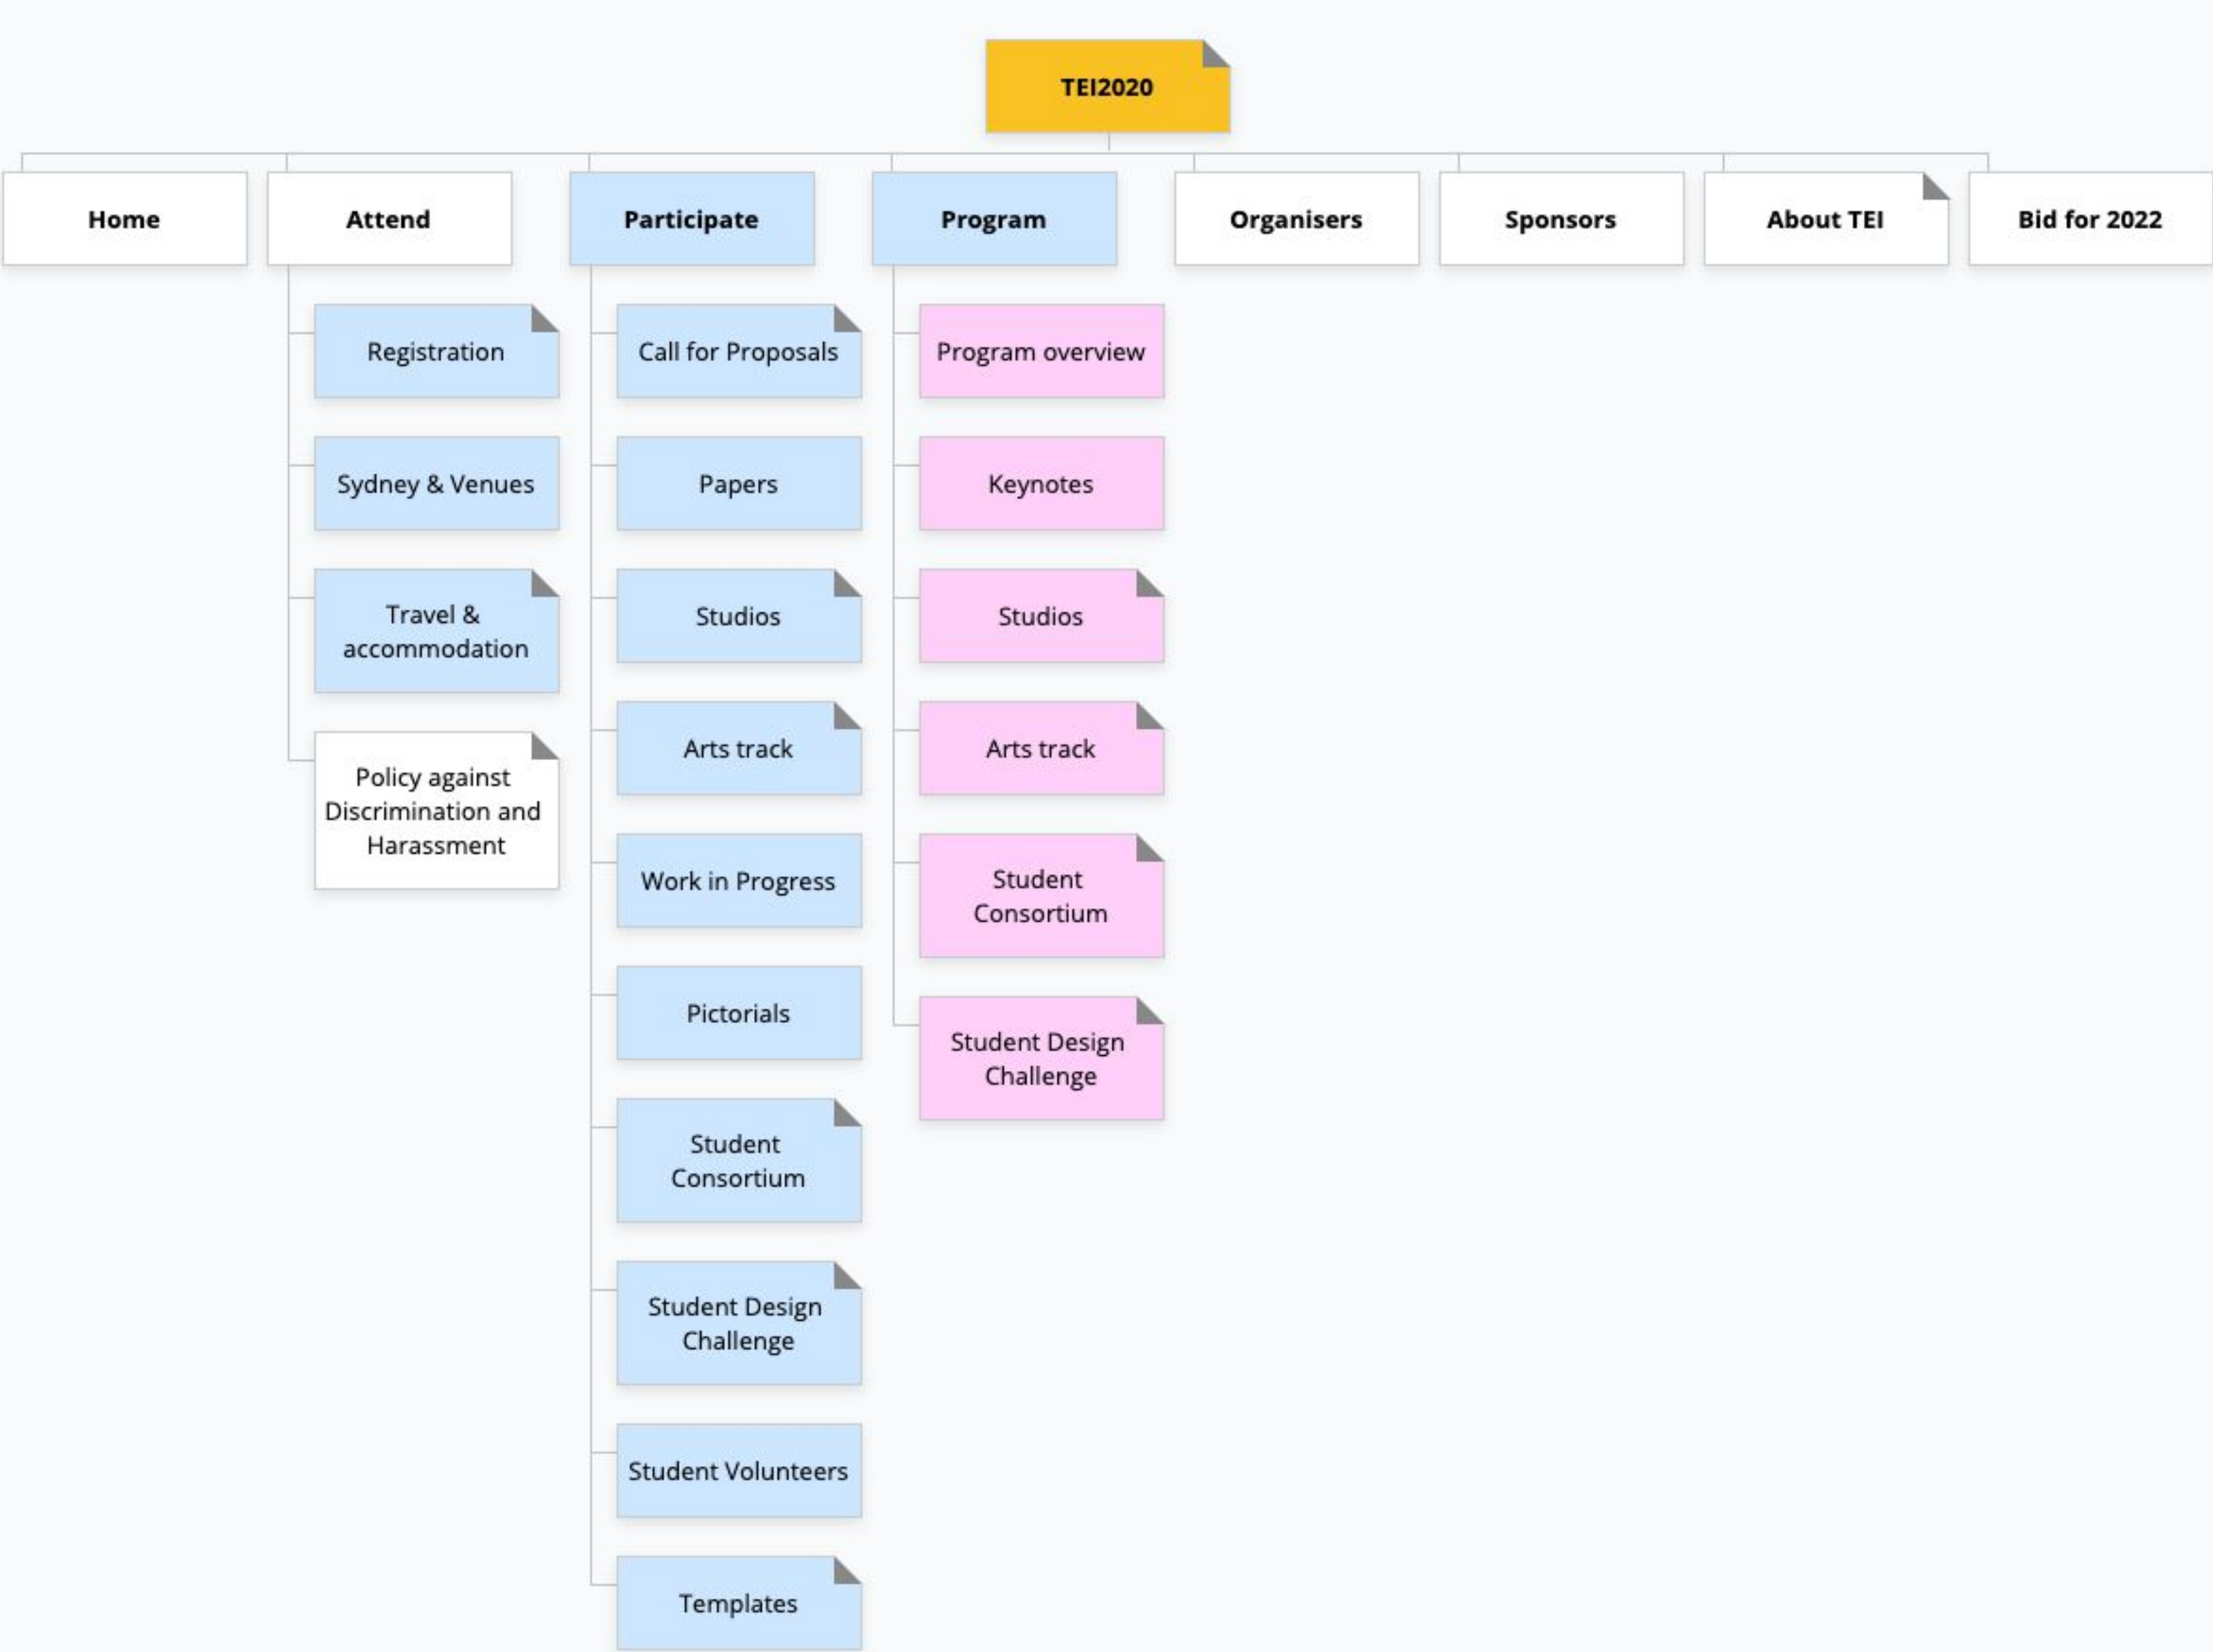 TEI2020
Home
Attend
Participate
Program
Organisers
Sponsors
About TEI
Bid for 2022
Registration
Sydney & Venues
Travel &
accommodation
Policy against
Discrimination and
Harassment
Call for Proposals
Papers
Studios
Arts track
Work in Progress
Pictorials
Student
Consortium
Student Design
Challenge
Student Volunteers
Templates
Program overview
Keynotes
Studios
Arts track
Student
Consortium
Student Design
Challenge